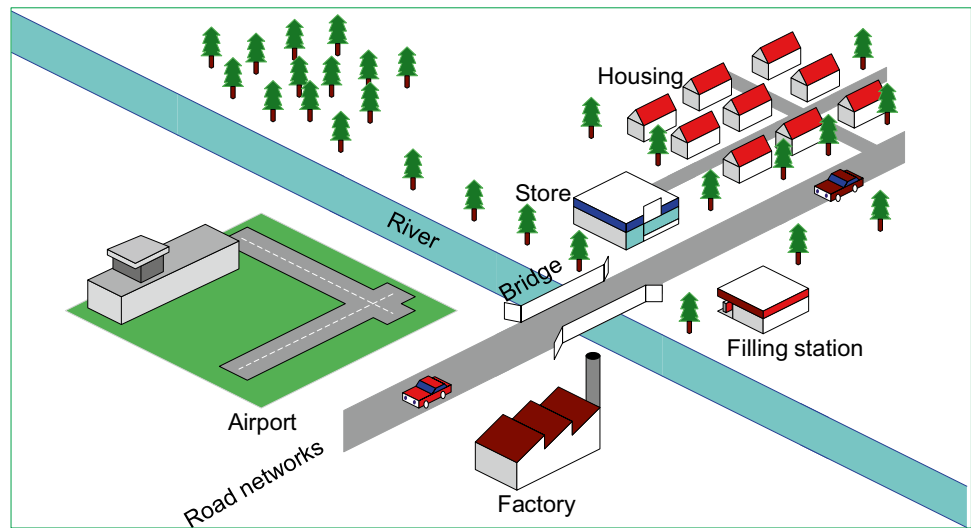 Housing
Store
River
Bridge
Filling station
Airport
Road networks
Factory